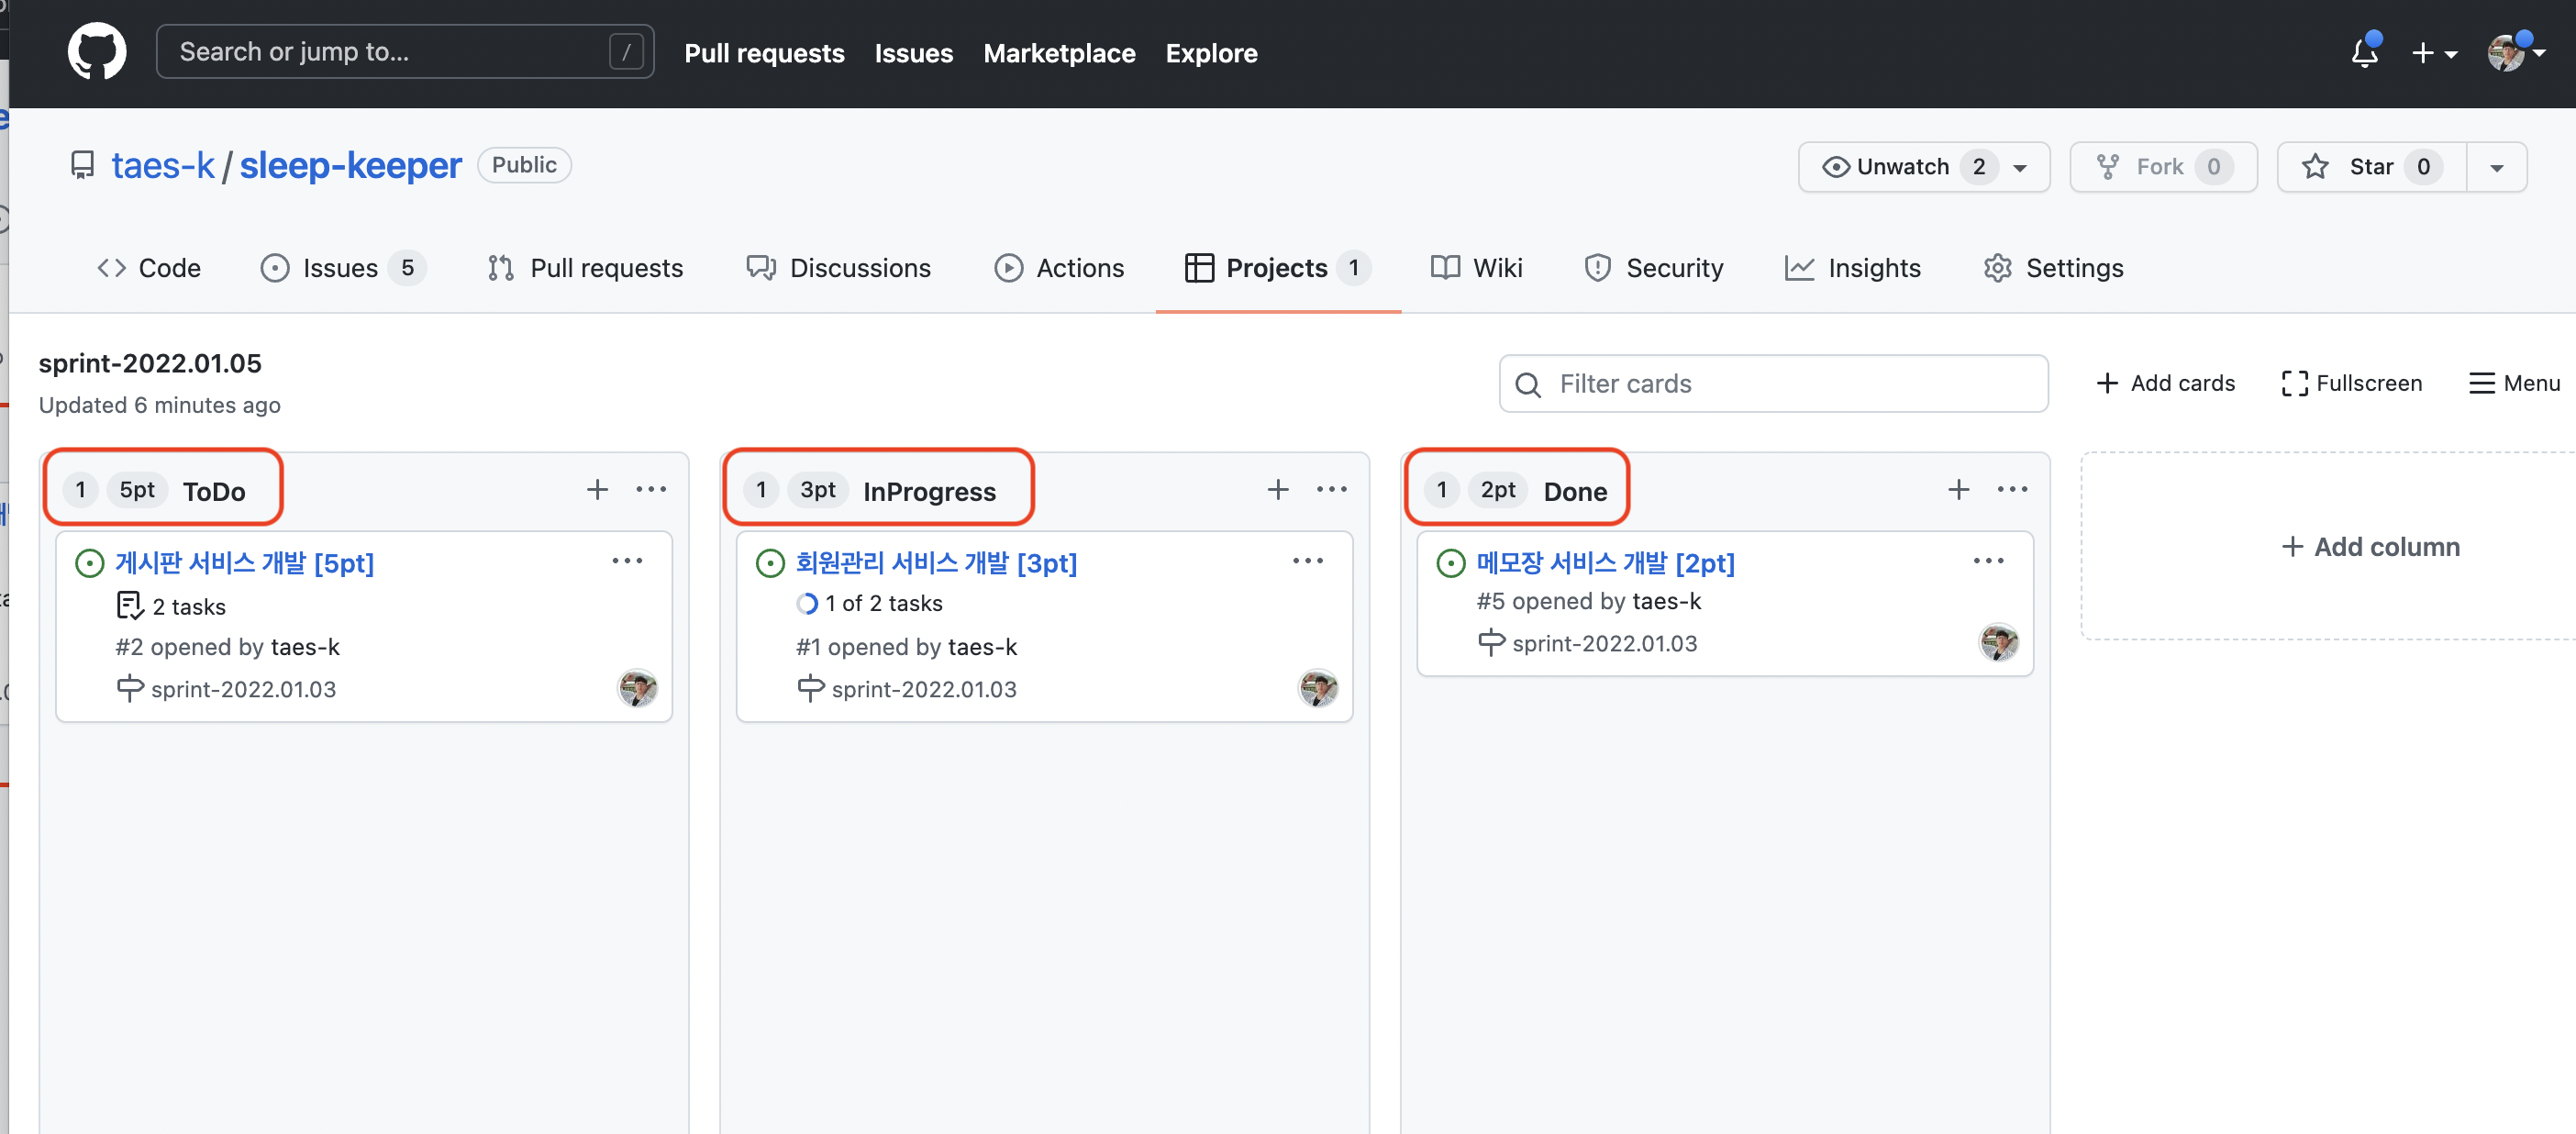 Search or jump to... / Pull requests Issues Marketplace Explore
taes-k / sleep-keeper Public Unwatch 2 Fork 0 Star 0
Code Issues 5 Pull requests Discussions Actions Projects 1 Wiki Security Insights Settings
sprint-2022.01.05
Updated 6 minutes ago
Filter cards Add cards Fullscreen Menu
1 5pt ToDo
게시판 서비스 개발 [5pt]
2 tasks
#2 opened by taes-k
sprint-2022.01.03
1 3pt InProgress
회원관리 서비스 개발 [3pt]
1 of 2 tasks
#1 opened by taes-k
sprint-2022.01.03
1 2pt Done
메모장 서비스 개발 [2pt]
#5 opened by taes-k
sprint-2022.01.03
+ Add column